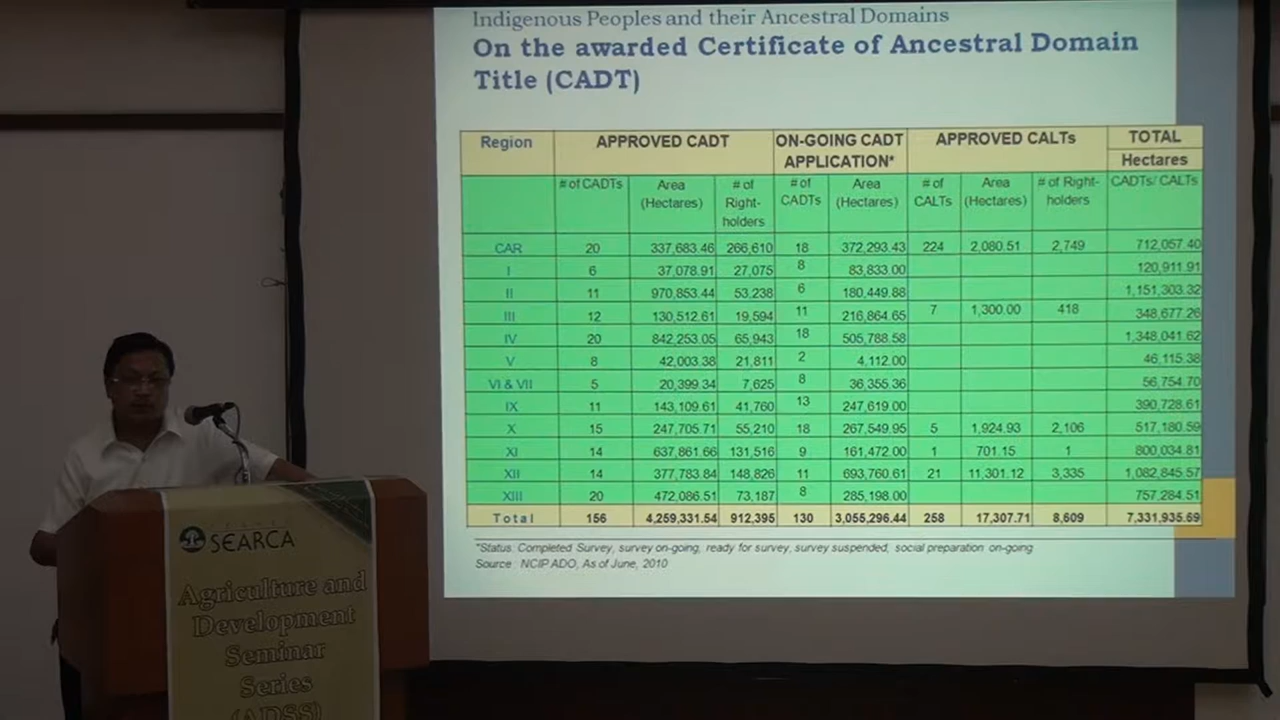 Indigenous Peoples and their Ancestral Domains
On the awarded Certificate of Ancestral Domain
Title (CADT)
Region APPROVED CADT ON-GOING CADT APPLICATION* APPROVED CALTs TOTAL
Hectares
# of CADTs Area (Hectares) # of Right-holders # of CADTs Area (Hectares) # of CALTs Area (Hectares) # of Right-holders CADTs/ CALTs
CAR 20 337,683.46 266,610 18 372,293.43 224 2,080.51 2,749 712,057.40
I 6 37,078.91 27,075 8 83,833.00 120,911.91
II 11 970,853.44 53,238 6 180,449.88 1,151,303.32
III 12 130,512.61 19,594 11 216,864.65 7 1,300.00 418 348,677.26
IV 20 842,253.05 65,943 18 505,788.58 1,348,041.62
V 8 42,003.38 21,811 2 4,112.00 46,115.38
VI & VII 5 20,399.34 7,625 8 36,355.36 56,754.70
IX 11 143,109.61 41,760 13 247,619.00 390,728.61
X 15 247,705.71 55,210 18 267,549.95 5 1,924.93 2,106 517,180.59
XI 14 637,861.66 131,516 9 161,472.00 1 701.15 1 800,034.81
XII 14 377,783.84 148,826 11 693,760.61 21 11,301.12 3,335 1,082,845.57
XIII 20 472,086.51 73,187 8 285,198.00 757,284.51
Total 156 4,259,331.54 912,395 130 3,055,296.44 258 17,307.71 8,609 7,331,935.69
*Status: Completed Survey, survey on-going, ready for survey, survey suspended, social preparation on-going
Source : NCIP ADO, As of June, 2010
SEARCA
Agriculture and
Development
Seminar
Series
(ADSS)